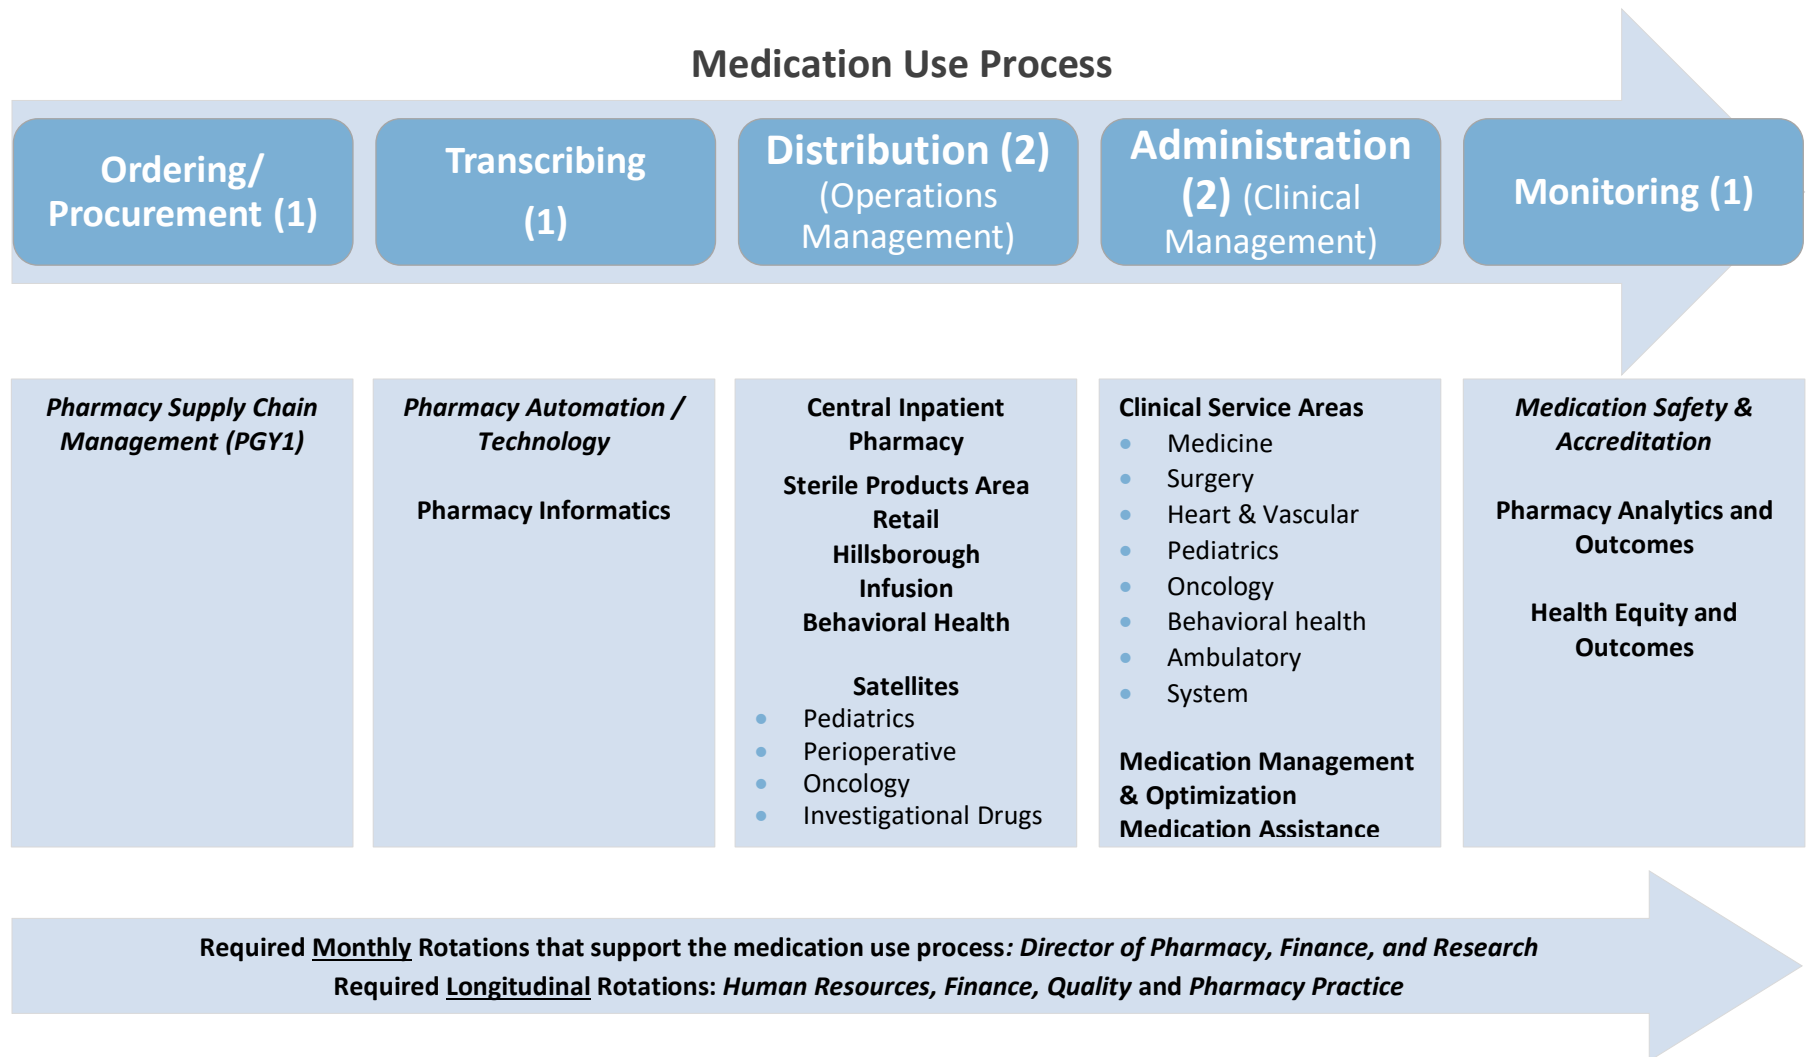 Medication Use Process
Ordering/
Procurement (1)
Transcribing
(1)
Distribution (2)
(Operations
Management)
Administration
(2) (Clinical
Management)
Monitoring (1)
Pharmacy Supply Chain
Management (PGY1)
Pharmacy Automation /
Technology
Pharmacy Informatics
Central Inpatient
Pharmacy
Sterile Products Area
Retail
Hillsborough
Infusion
Behavioral Health
Satellites
• Pediatrics
• Perioperative
• Oncology
• Investigational Drugs
Clinical Service Areas
• Medicine
• Surgery
• Heart & Vascular
• Pediatrics
• Oncology
• Behavioral health
• Ambulatory
• System
Medication Management
& Optimization
Medication Assistance
Medication Safety &
Accreditation
Pharmacy Analytics and
Outcomes
Health Equity and
Outcomes
Required Monthly Rotations that support the medication use process: Director of Pharmacy, Finance, and Research
Required Longitudinal Rotations: Human Resources, Finance, Quality and Pharmacy Practice